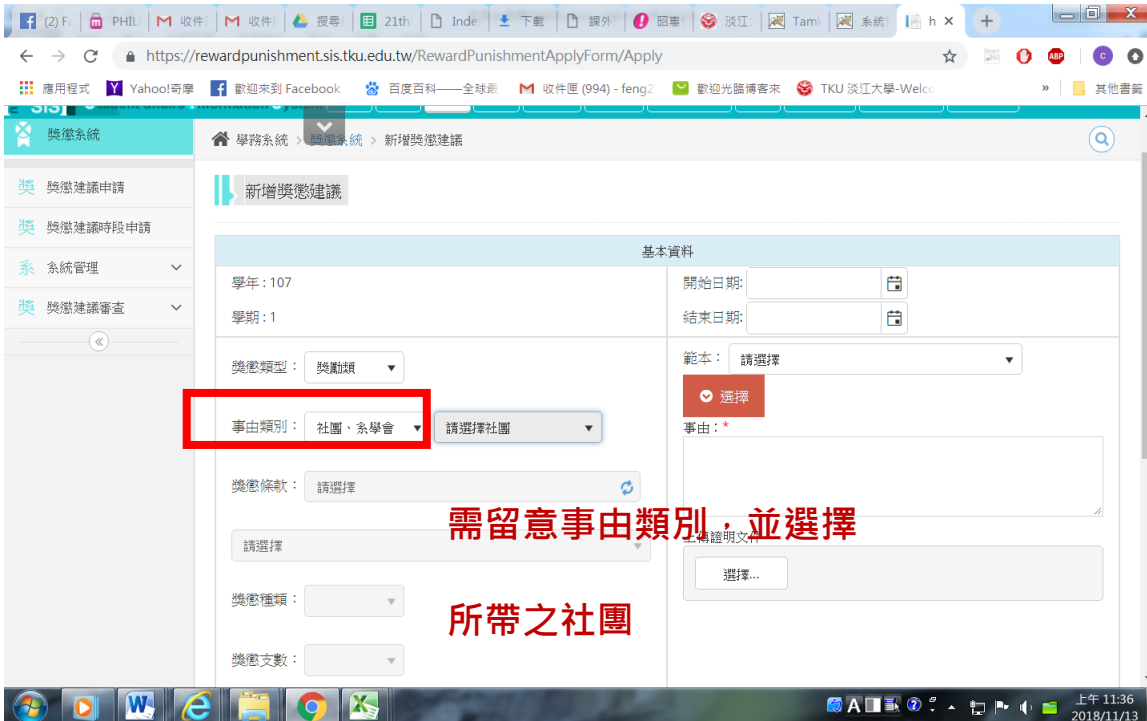 (2) F
PHIL
M 收件
M 收件
搜尋
21th
Inde
下載
課外
招車
淡江
Taml
系統
h
https://rewardpunishment.sis.tku.edu.tw/RewardPunishmentApplyForm/Apply
ABP
c
應用程式
Yahoo!奇摩
歡迎來到 Facebook
百度百科——全球最
收件匣 (994) - feng2
歡迎光臨博客來
TKU 淡江大學-Welc
»
其他書籤
獎懲系統
學務系統 > 獎懲系統 > 新增獎懲建議
獎 獎懲建議申請
獎 獎懲建議時段申請
系 系統管理
獎 獎懲建議審查
新增獎懲建議
基本資料
學年 : 107
學期 : 1
開始日期:
結束日期:
獎懲類型： 獎勵類
範本： 請選擇
選擇
事由類別： 社團、系學會
請選擇社團
事由：*
獎懲條款： 請選擇
需留意事由類別，並選擇
請選擇
上傳證明文件
選擇...
獎懲種類：
所帶之社團
獎懲支數：
上午 11:36
2018/11/13